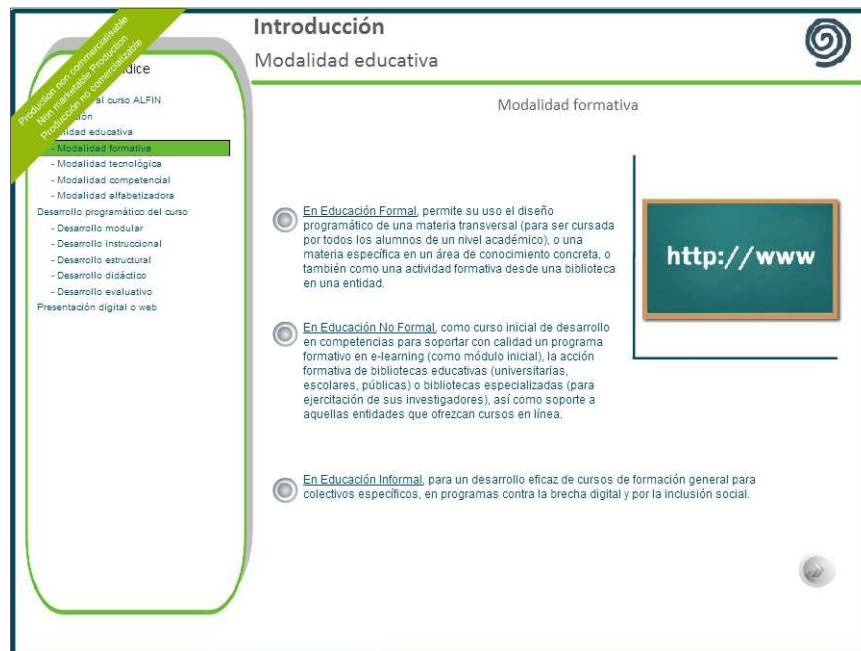 Introducción
Modalidad educativa
Production non commercialisable
Non marketable Production
Producción no comercializable
dice
al curso ALFIN
ión
idad educativa
- Modalidad formativa
- Modalidad tecnológica
- Modalidad competencial
- Modalidad alfabetizadora
Desarrollo programático del curso
- Desarrollo modular
- Desarrollo instruccional
- Desarrollo estructural
- Desarrollo didáctico
- Desarrollo evaluativo
Presentación digital o web
Modalidad formativa
En Educación Formal, permite su uso el diseño
programático de una materia transversal (para ser cursada
por todos los alumnos de un nivel académico), o una
materia específica en un área de conocimiento concreta, o
también como una actividad formativa desde una biblioteca
en una entidad.
http://www
En Educación No Formal, como curso inicial de desarrollo
en competencias para soportar con calidad un programa
formativo en e-learning (como módulo inicial), la acción
formativa de bibliotecas educativas (universitarias,
escolares, públicas) o bibliotecas especializadas (para
ejercitación de sus investigadores), así como soporte a
aquellas entidades que ofrezcan cursos en línea.
En Educación Informal, para un desarrollo eficaz de cursos de formación general para
colectivos específicos, en programas contra la brecha digital y por la inclusión social.